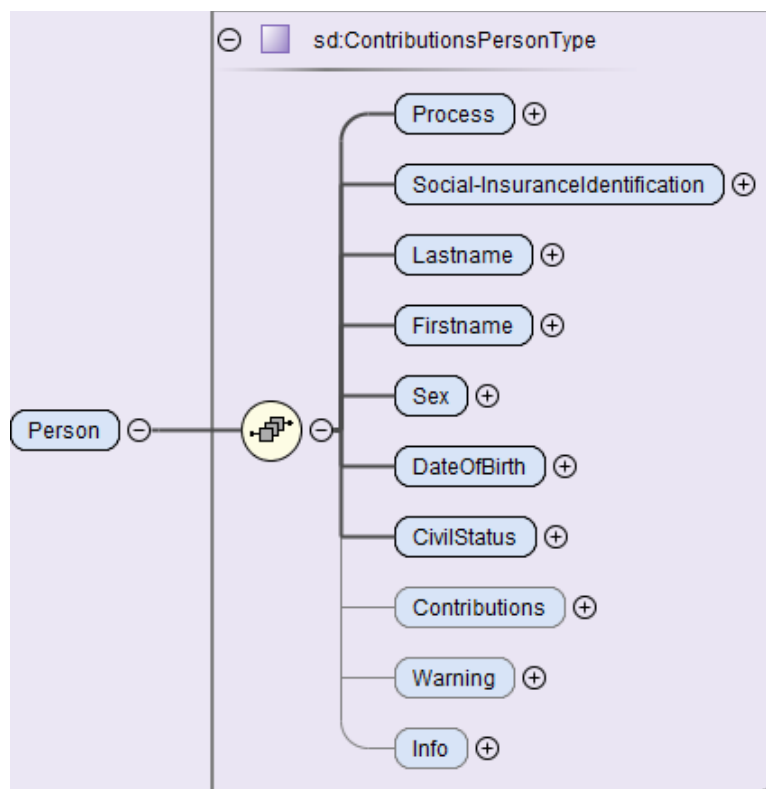 sd:ContributionsPersonType
Process
Social-InsuranceIdentification
Lastname
Firstname
Sex
Person
DateOfBirth
CivilStatus
Contributions
Warning
Info